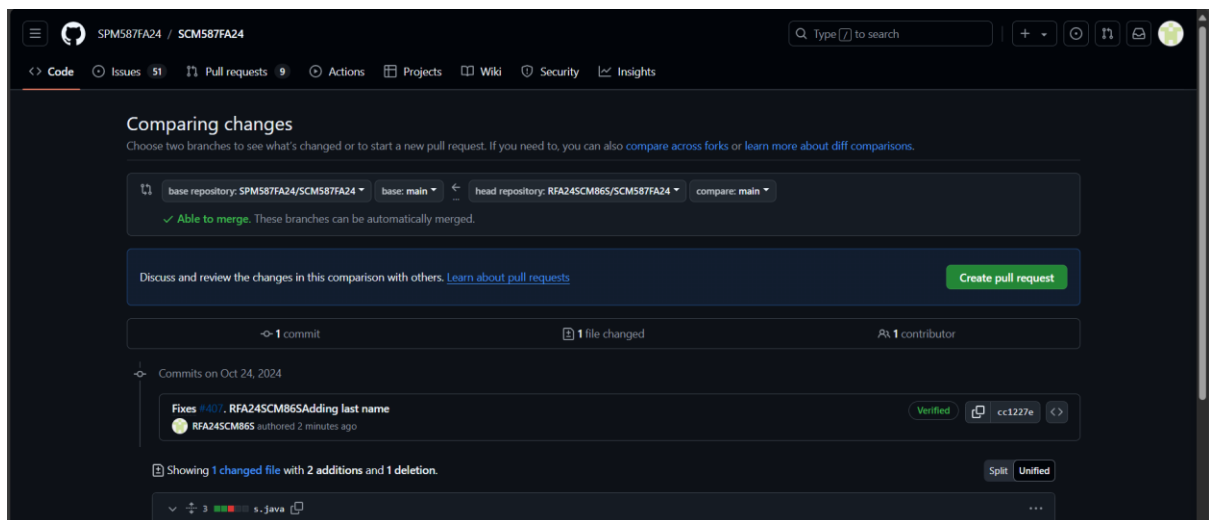 SPM587FA24 / SCM587FA24
Type / to search
Code Issues 51 Pull requests 9 Actions Projects Wiki Security Insights
Comparing changes
Choose two branches to see what's changed or to start a new pull request. If you need to, you can also compare across forks or learn more about diff comparisons.
base repository: SPM587FA24/SCM587FA24 base: main ← head repository: RFA24SCM86S/SCM587FA24 compare: main
✓ Able to merge. These branches can be automatically merged.
Discuss and review the changes in this comparison with others. Learn about pull requests
Create pull request
1 commit 1 file changed 1 contributor
Commits on Oct 24, 2024
Fixes #407. RFA24SCM86SAdding last name
RFA24SCM86S authored 2 minutes ago
Verified cc1227e <>
Showing 1 changed file with 2 additions and 1 deletion.
Split Unified
3 s.java ...